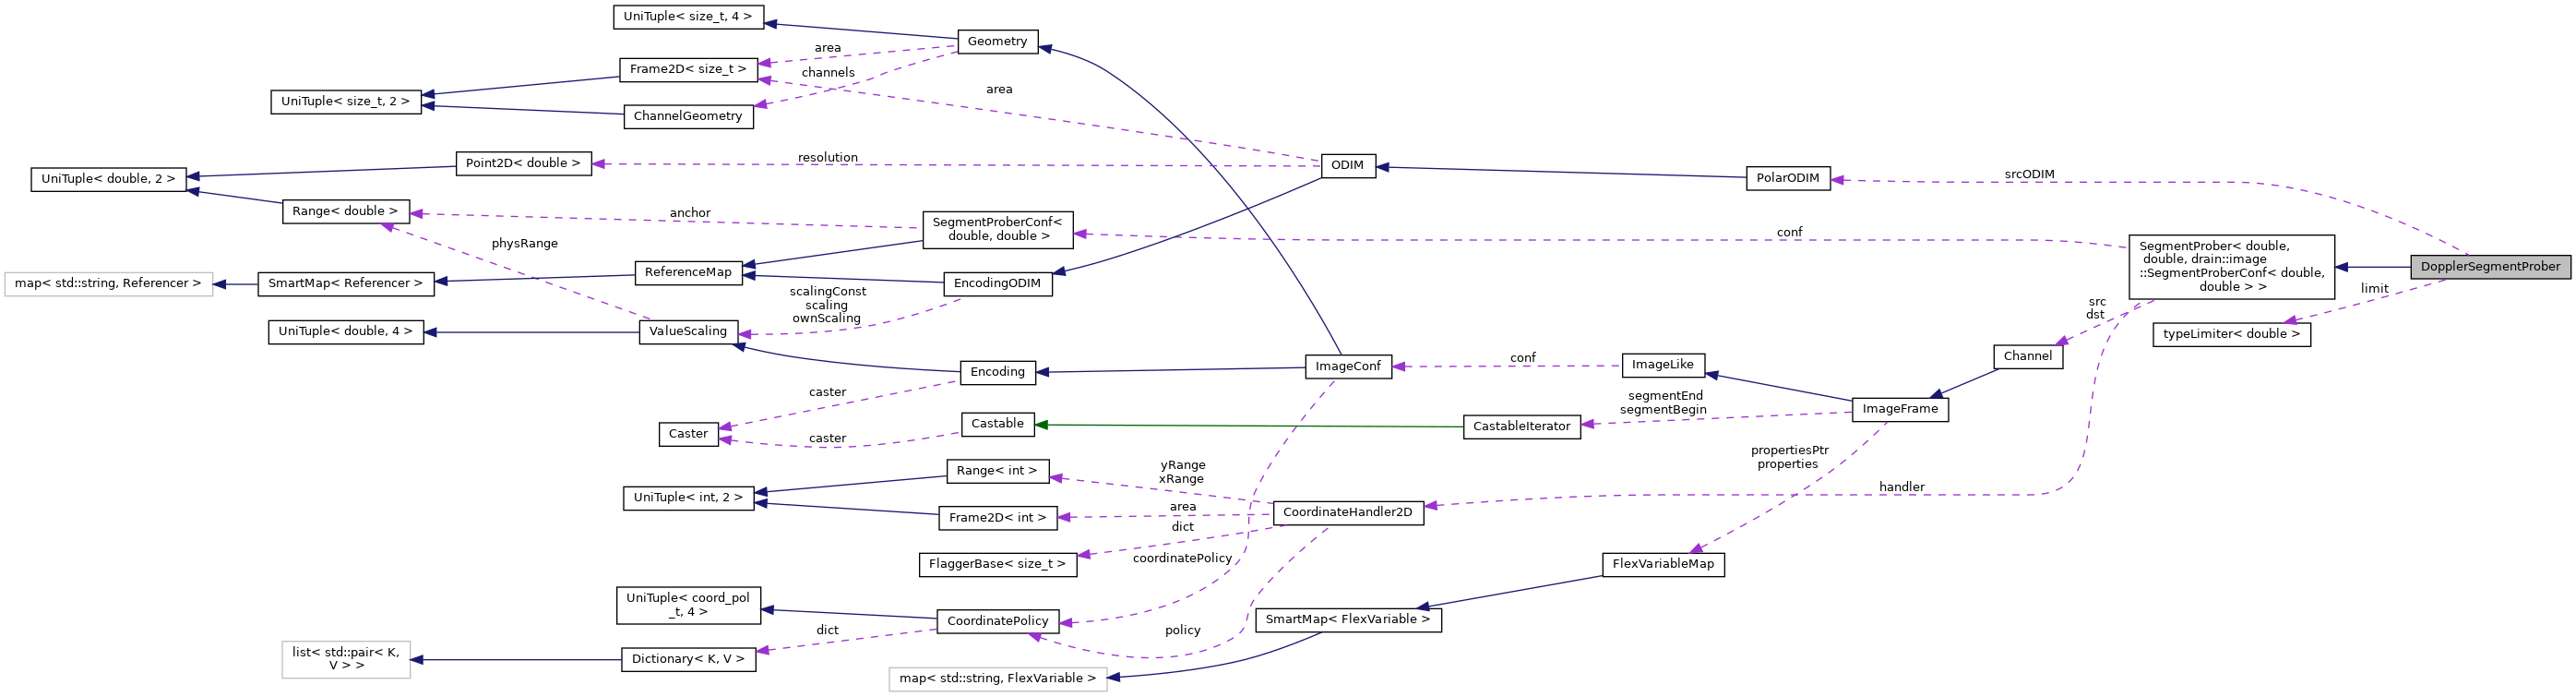 UniTuple< size_t, 4 >
Geometry
area
Frame2D< size_t >
channels
area
UniTuple< size_t, 2 >
ChannelGeometry
Point2D< double >
resolution
ODIM
UniTuple< double, 2 >
PolarODIM
srcODIM
Range< double >
anchor
SegmentProberConf<
double, double >
conf
physRange
SegmentProber< double,
double, drain::image
::SegmentProberConf< double,
double > >
DopplerSegmentProber
map< std::string, Referencer >
SmartMap< Referencer >
ReferenceMap
EncodingODIM
scalingConst
scaling
ownScaling
limit
src
dst
UniTuple< double, 4 >
ValueScaling
typeLimiter< double >
Encoding
ImageConf
conf
ImageLike
Channel
caster
segmentEnd
segmentBegin
ImageFrame
Caster
Castable
CastableIterator
caster
propertiesPtr
properties
Range< int >
yRange
xRange
handler
UniTuple< int, 2 >
area
Frame2D< int >
CoordinateHandler2D
dict
FlaggerBase< size_t >
coordinatePolicy
FlexVariableMap
UniTuple< coord_pol
_t, 4 >
CoordinatePolicy
SmartMap< FlexVariable >
dict
policy
list< std::pair< K,
V > >
Dictionary< K, V >
map< std::string, FlexVariable >